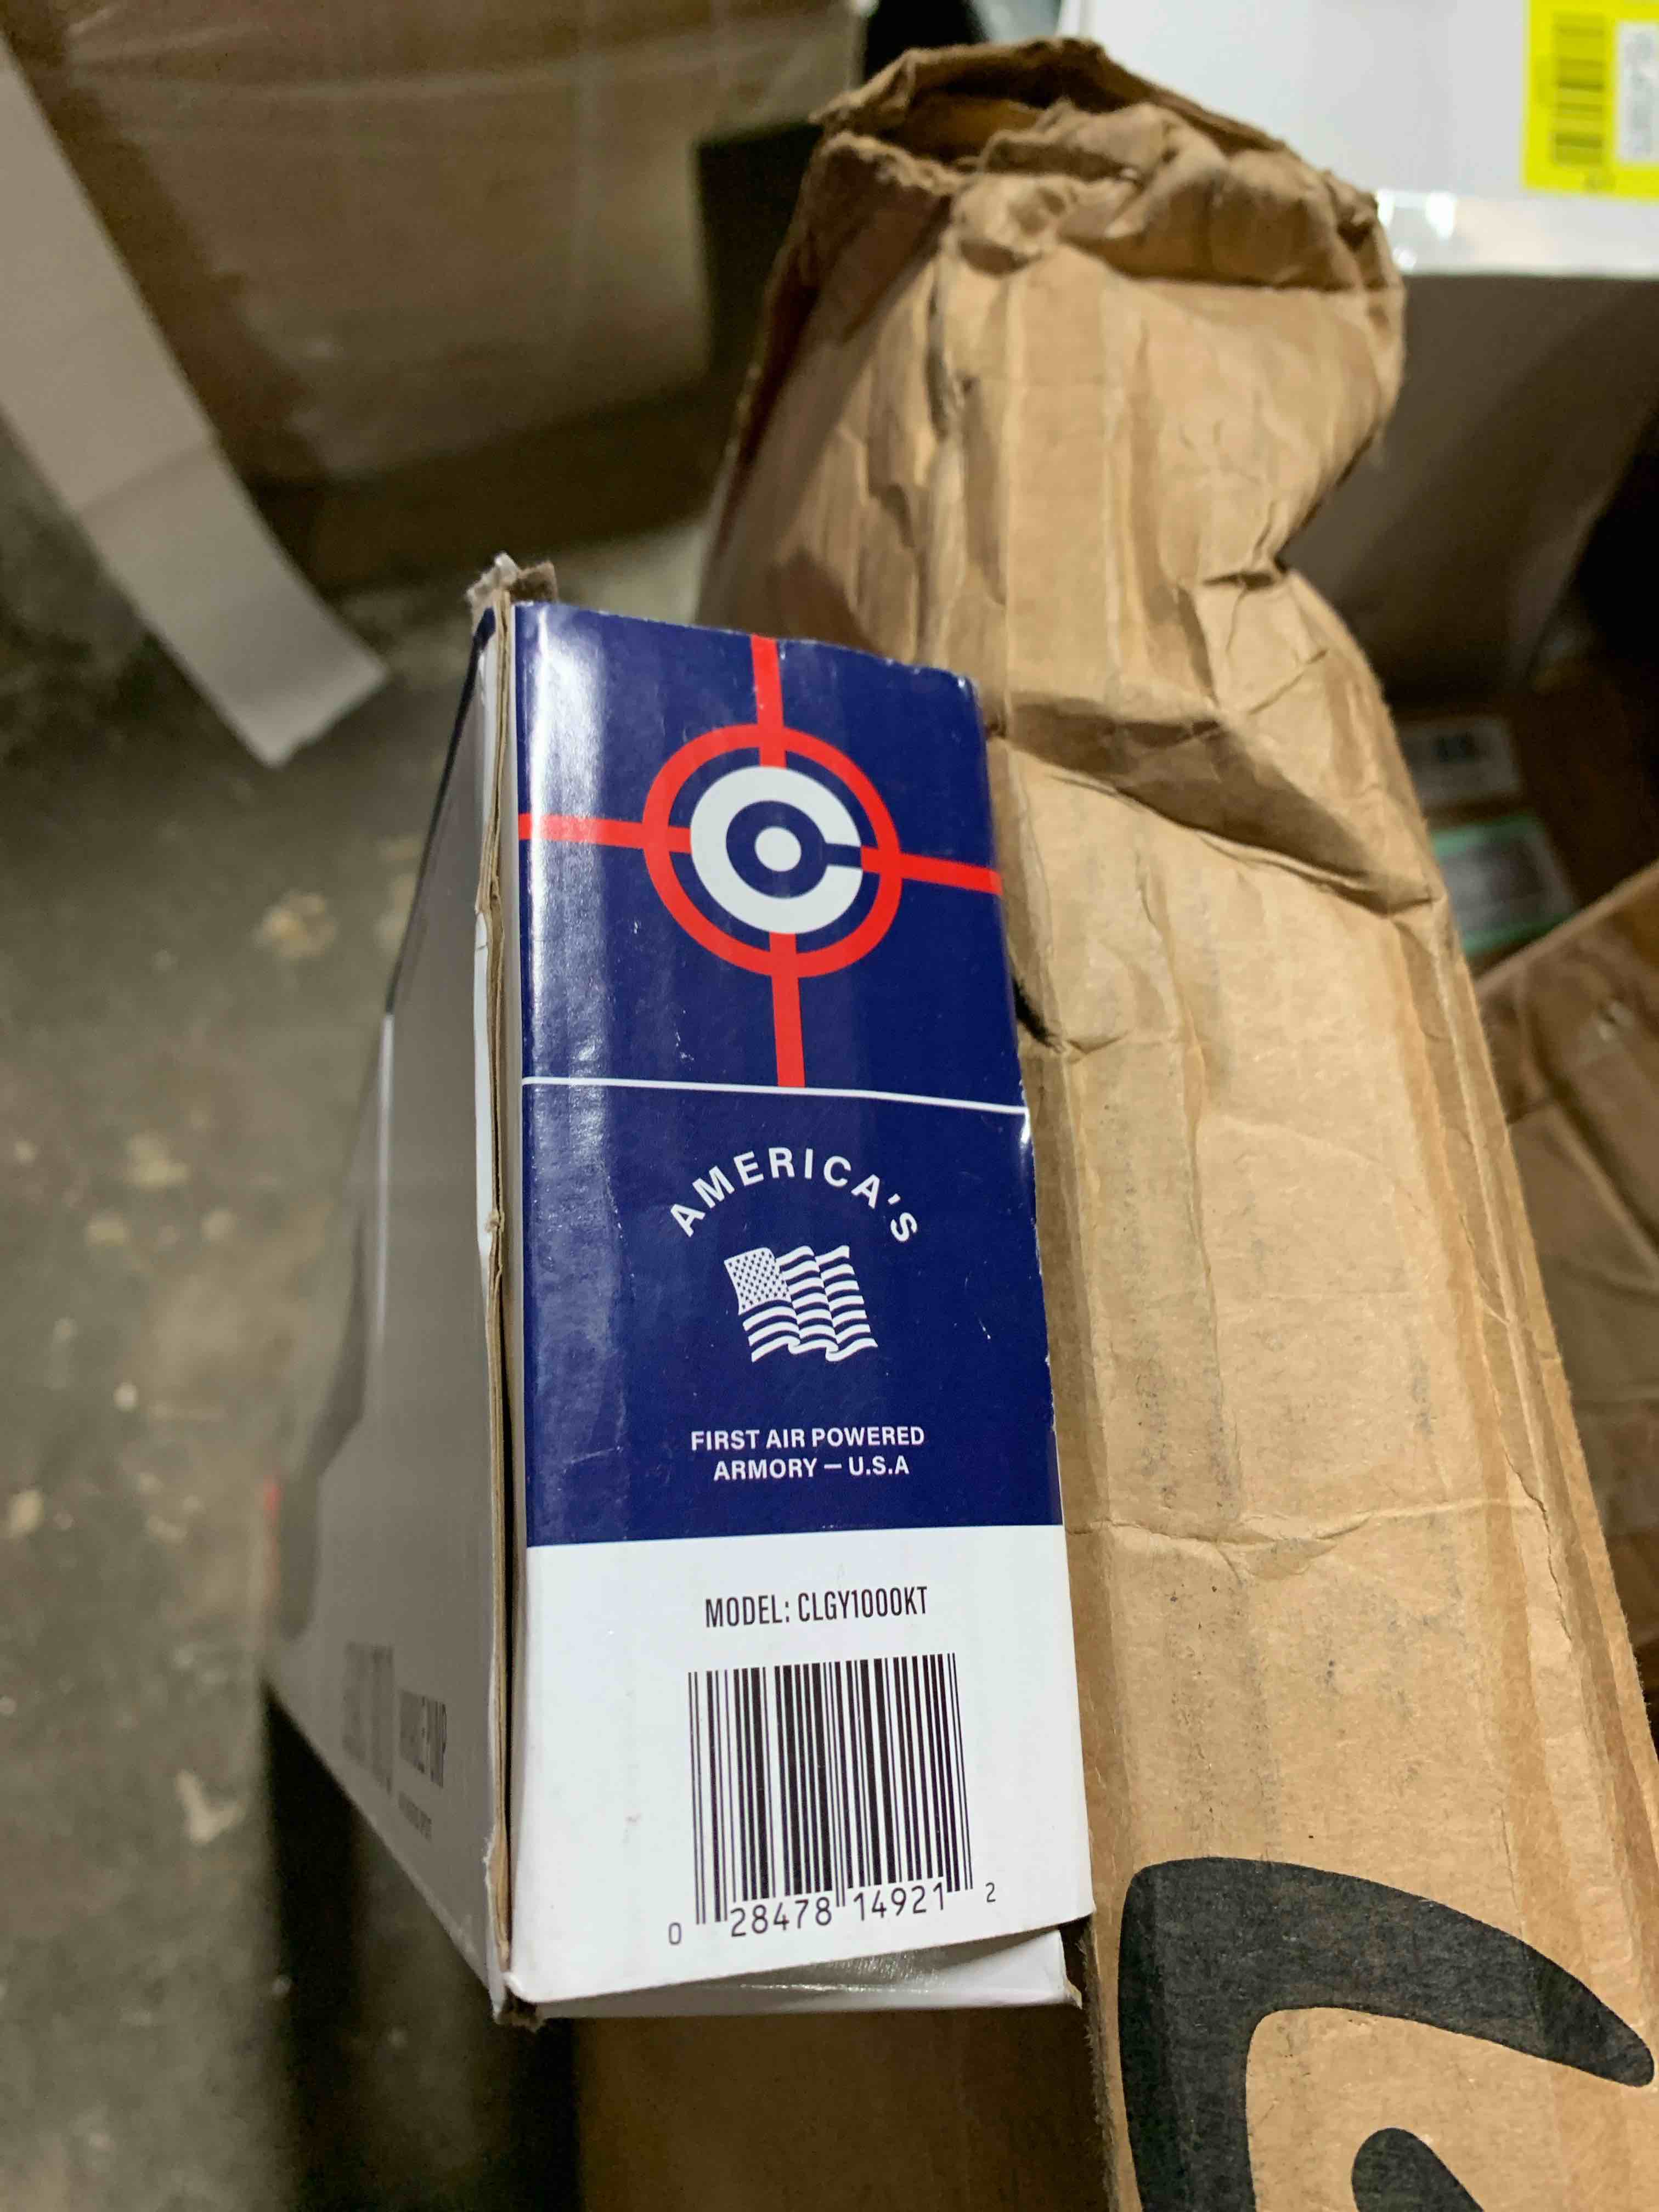 AMERICA'S
FIRST AIR POWERED
ARMORY – U.S.A
MODEL: CLGY1000KT
0 28478 14921 2